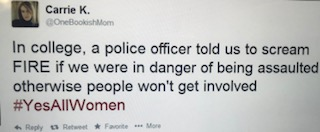 Carrie K.
@OneBookishMom
In college, a police officer told us to scream
FIRE if we were in danger of being assaulted
otherwise people won't get involved
#YesAllWomen
Reply Retweet Favorite More